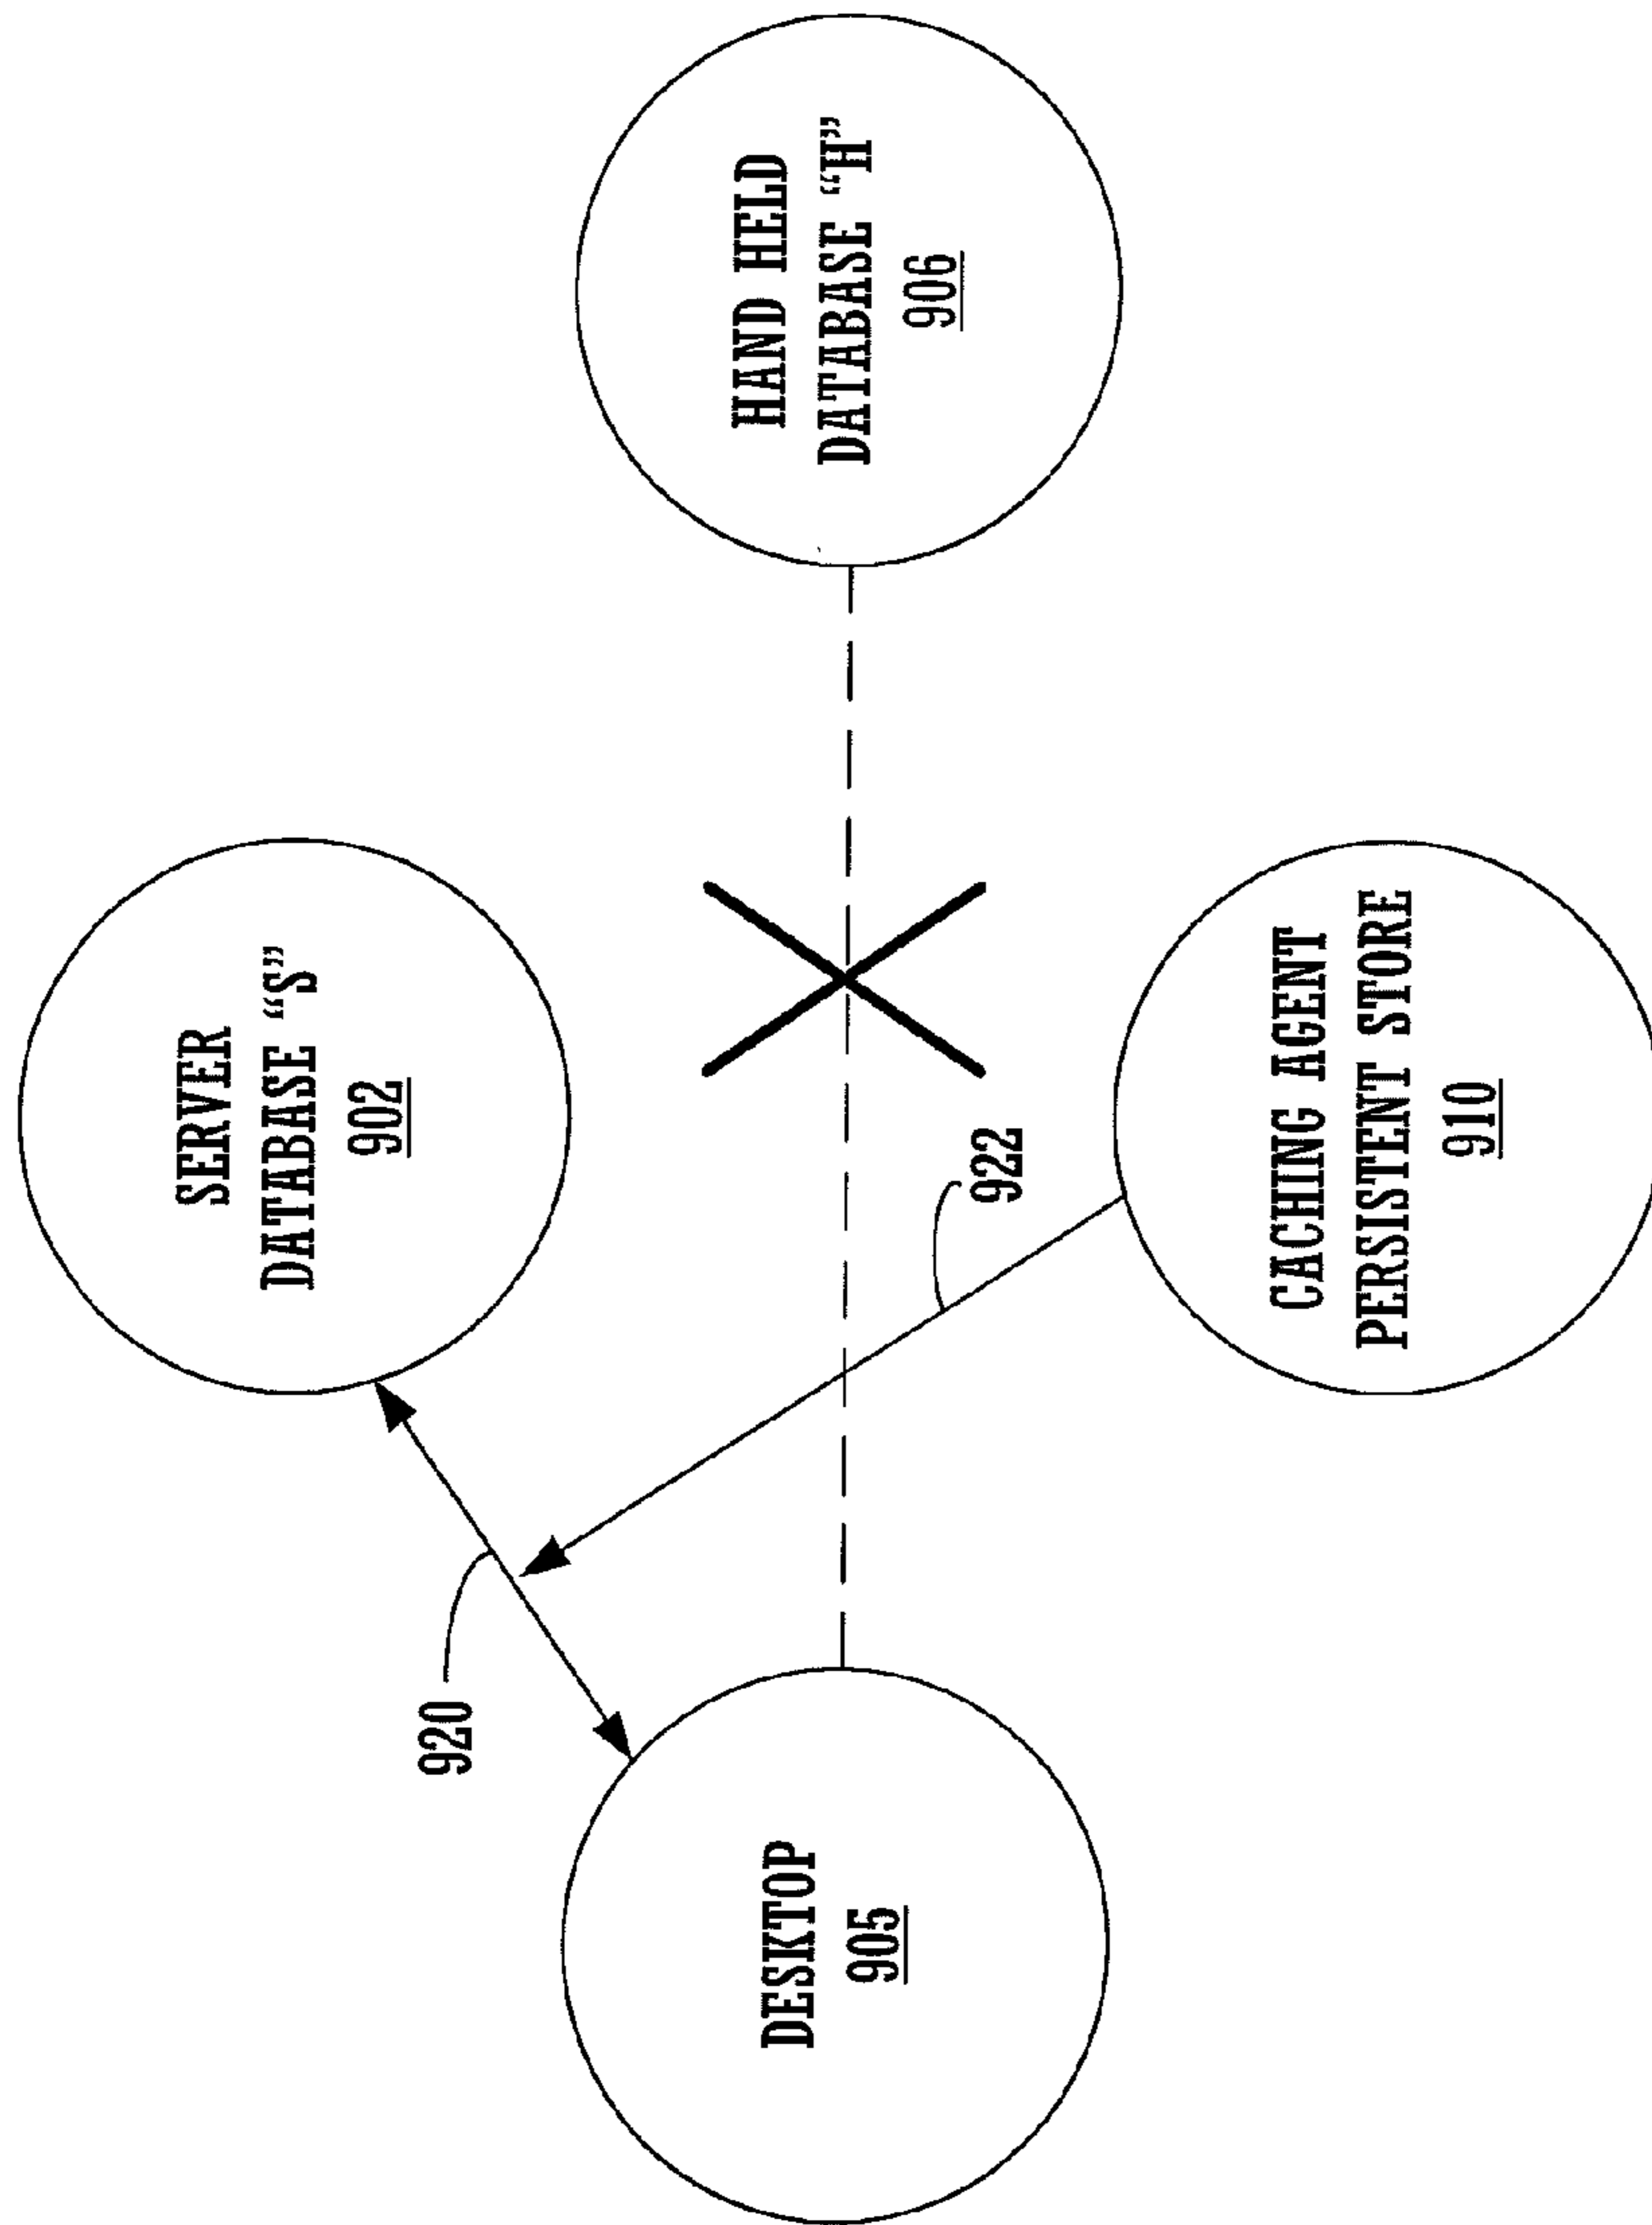 SERVER
DATABASE “S”
902
920
DESKTOP
905
HAND HELD
DATABASE “H”
906
922
CACHING AGENT
PERSISTENT STORE
910